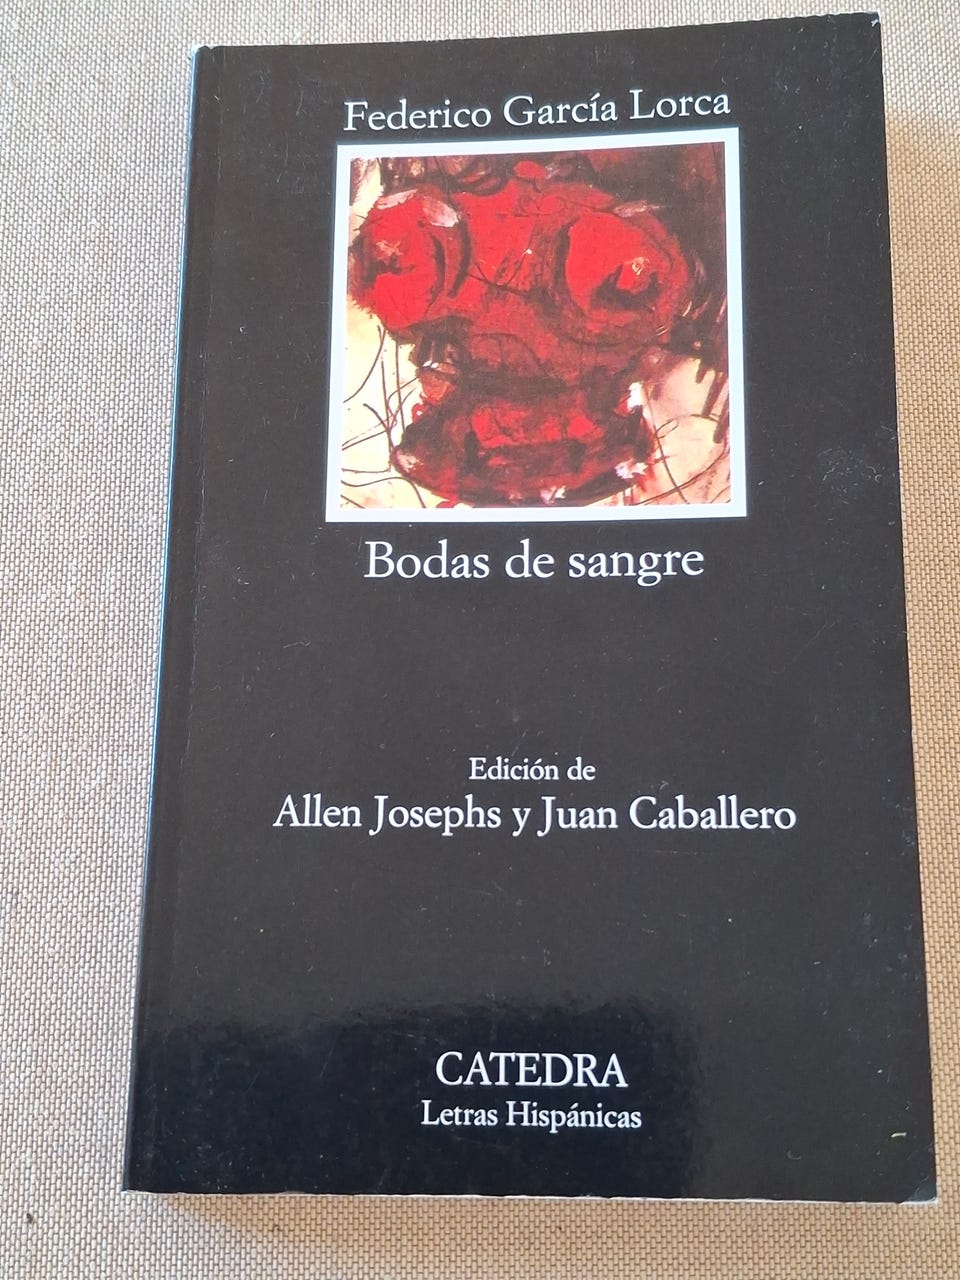 Federico García Lorca
Bodas de sangre
Edición de
Allen Josephs y Juan Caballero
CATEDRA
Letras Hispánicas